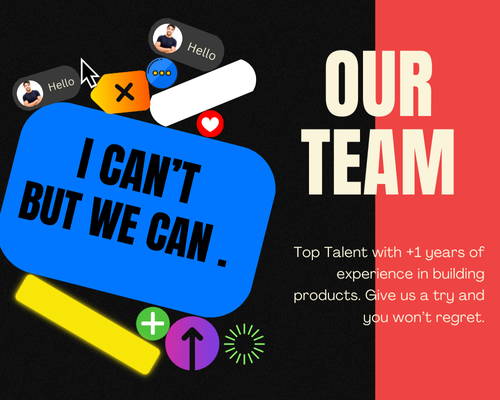 Hello
Hello
I CAN'T
BUT WE CAN .
OUR
TEAM
Top Talent with +1 years of
experience in building
products. Give us a try and
you won't regret.